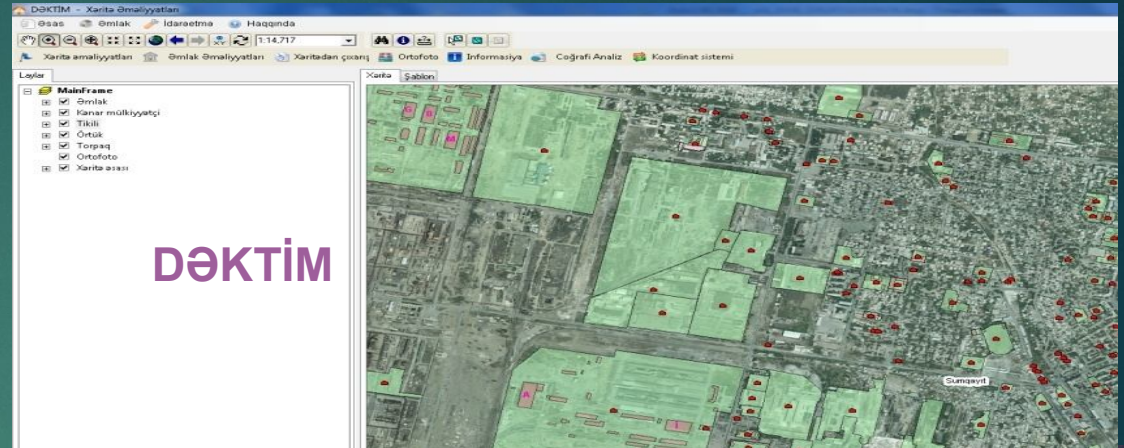 DƏKTİM - Xəritə Əməliyyatları
Əsas Əmlak İdarəetmə Haqqında
1:14,717
Xəritə əməliyyatları Əmlak Əməliyyatları Xəritədən çıxarış Ortofoto İnformasiya Coğrafi Analiz Koordinat sistemi
Laylar Xəritə Şablon
MainFrame
Əmlak
Kənar mülkiyyətçi
Tikili
Örtük
Torpaq
Ortofoto
Xəritə əsası
DƏKTİM
G
B
M
A
I
Sumqayıt